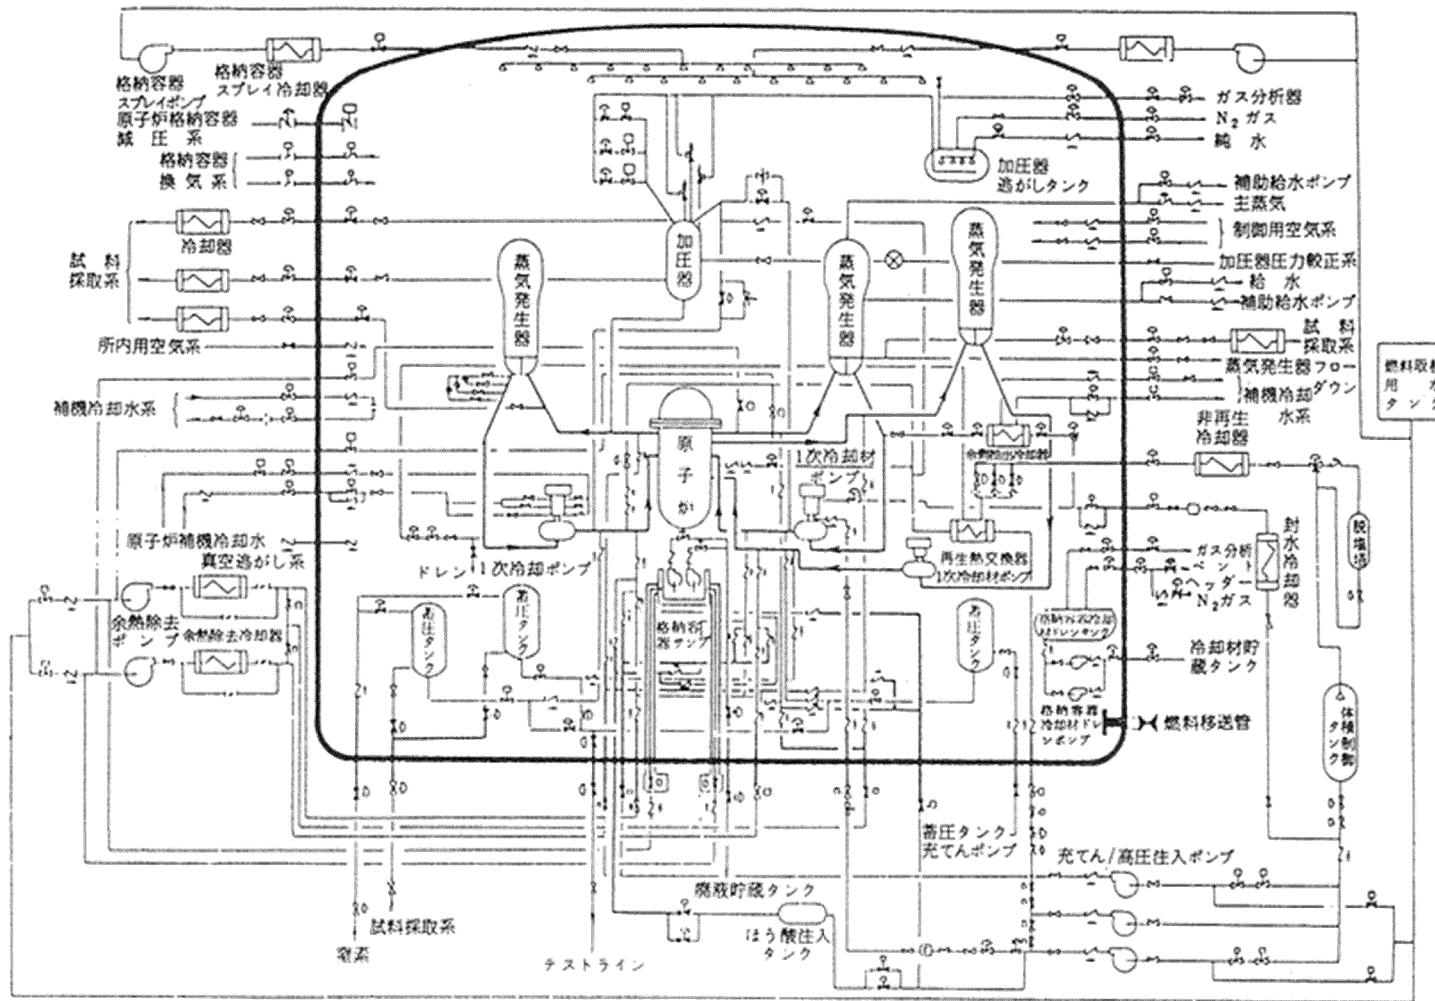 格納容器
スプレイポンプ
格納容器
スプレイ冷却器
原子炉格納容器
減圧系
格納容器
換気系
冷却器
試料
採取系
所内用空気系
補機冷却水系
原子炉補機冷却水
真空逃がし系
余熱除去
ポンプ
余熱除去冷却器
ガス分析器
N₂ガス
純水
加圧器
逃がしタンク
補助給水ポンプ
主蒸気
制御用空気系
加圧器圧力較正系
給水
補助給水ポンプ
試料
採取系
蒸気発生器ブロー
ダウン
補機冷却
水系
非再生
冷却器
燃料取
用水
タンク
加圧器
蒸気発生器
蒸気発生器
蒸気発生器
原子炉
1次冷却材
ポンプ
再生熱交換器
1次冷却材ポンプ
ドレン
1次冷却ポンプ
蓄圧タンク
蓄圧タンク
蓄圧タンク
格納容
器サンプ
ガス分析
ベント
ヘッダー
N₂ガス
封水冷却器
脱塩塔
格納容器冷却
材ドレンタンク
冷却材貯
蔵タンク
格納容器
冷却材ドレ
ンポンプ
燃料移送管
体積制御
タンク
蓄圧タンク
充てんポンプ
充てん/高圧注入ポンプ
廃液貯蔵タンク
ほう酸注入
タンク
試料採取系
窒素
テストライン